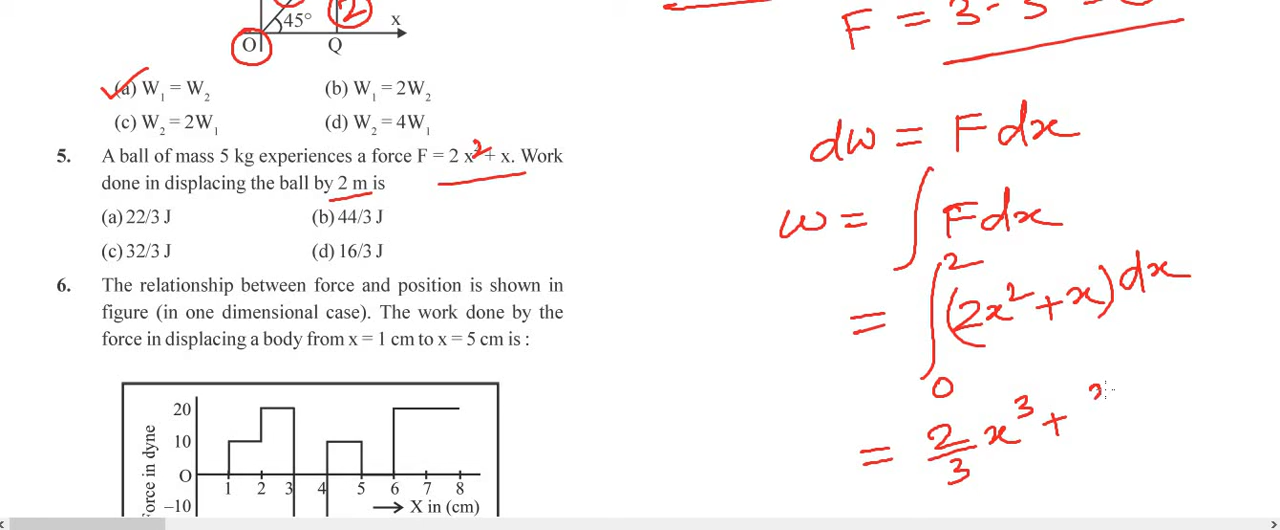 45° 2 x
O Q
(a) W₁ = W₂ (b) W₁ = 2W₂
(c) W₂ = 2W₁ (d) W₂ = 4W₁
5. A ball of mass 5 kg experiences a force F = 2 x² + x. Work
done in displacing the ball by 2 m is
(a) 22/3 J (b) 44/3 J
(c) 32/3 J (d) 16/3 J
6. The relationship between force and position is shown in
figure (in one dimensional case). The work done by the
force in displacing a body from x = 1 cm to x = 5 cm is :
20
10
O
–10
1 2 3 4 5 6 7 8
X in (cm)
orce in dyne
F =
dw = F dx
w = ∫ F dx
= ∫₀² (2x² + x) dx
= 2/3 x³ +